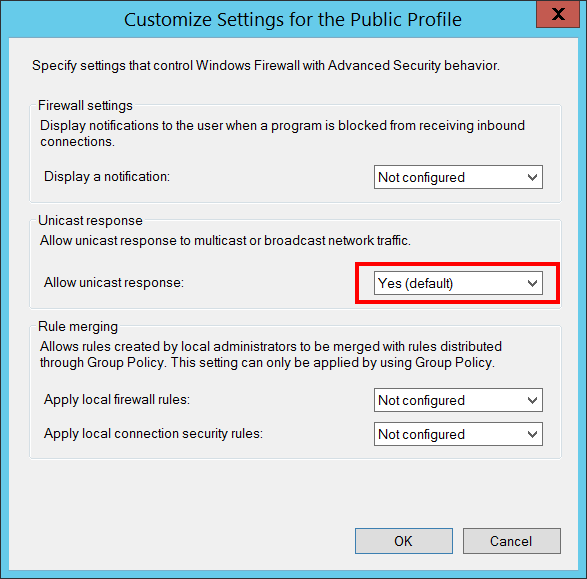 Customize Settings for the Public Profile
X
Specify settings that control Windows Firewall with Advanced Security behavior.
Firewall settings
Display notifications to the user when a program is blocked from receiving inbound
connections.
Display a notification: Not configured
Unicast response
Allow unicast response to multicast or broadcast network traffic.
Allow unicast response: Yes (default)
Rule merging
Allows rules created by local administrators to be merged with rules distributed
through Group Policy. This setting can only be applied by using Group Policy.
Apply local firewall rules: Not configured
Apply local connection security rules: Not configured
OK Cancel